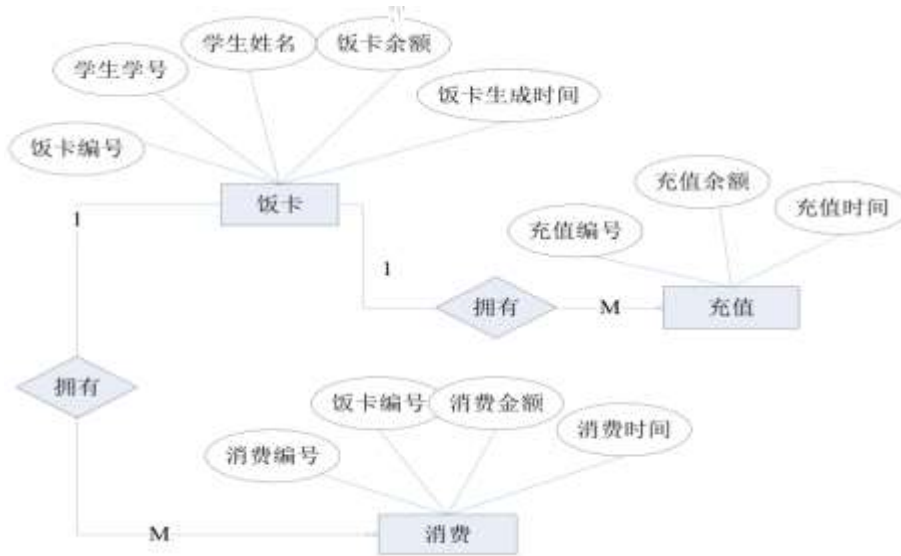 学生姓名
饭卡余额
学生学号
饭卡生成时间
饭卡编号
饭卡
充值余额
充值时间
充值编号
1
1
拥有
M
充值
拥有
饭卡编号
消费金额
消费时间
消费编号
M
消费